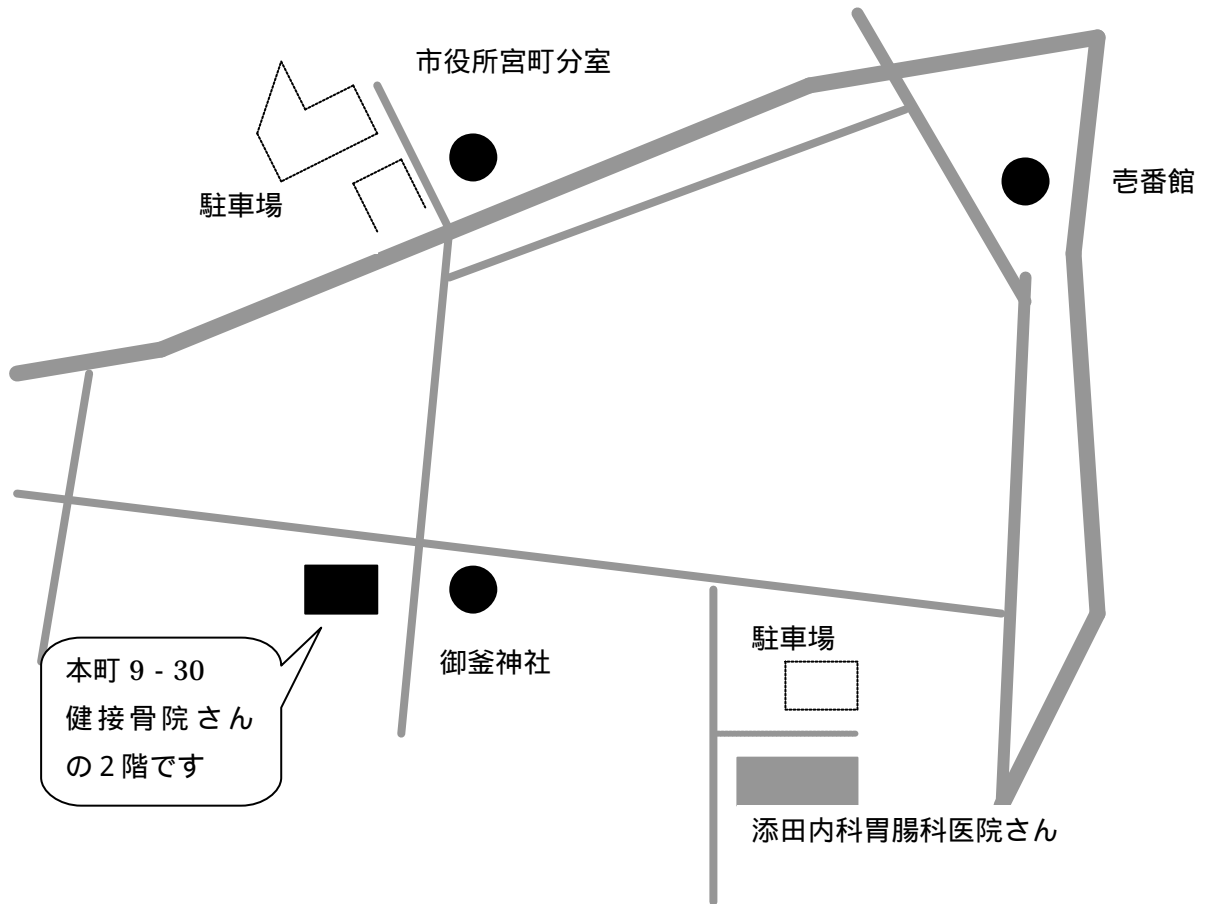 市役所宮町分室
壱番館
駐車場
御釜神社
駐車場
本町 9 - 30
健接骨院さん
の2階です
添田内科胃腸科医院さん